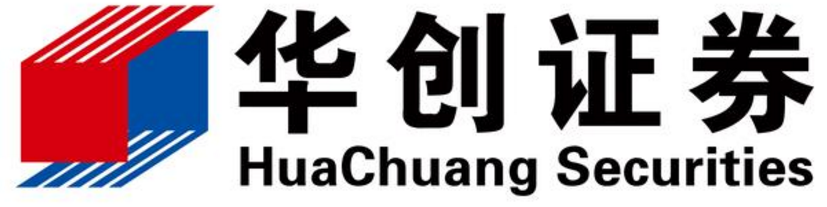 华创证券
HuaChuang Securities